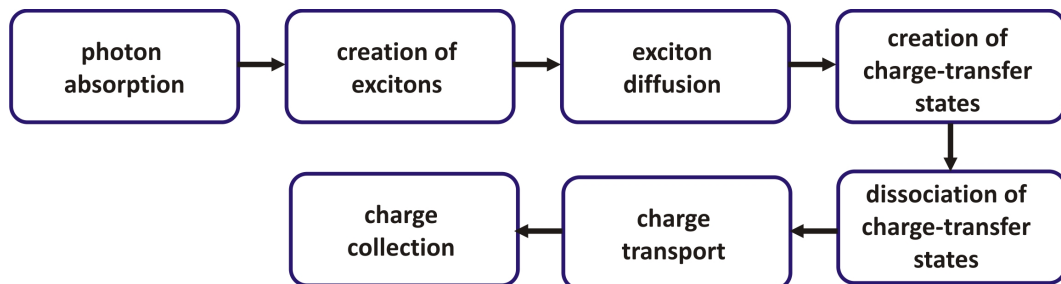 photon
absorption
creation of
excitons
exciton
diffusion
creation of
charge-transfer
states
dissociation of
charge-transfer
states
charge
transport
charge
collection